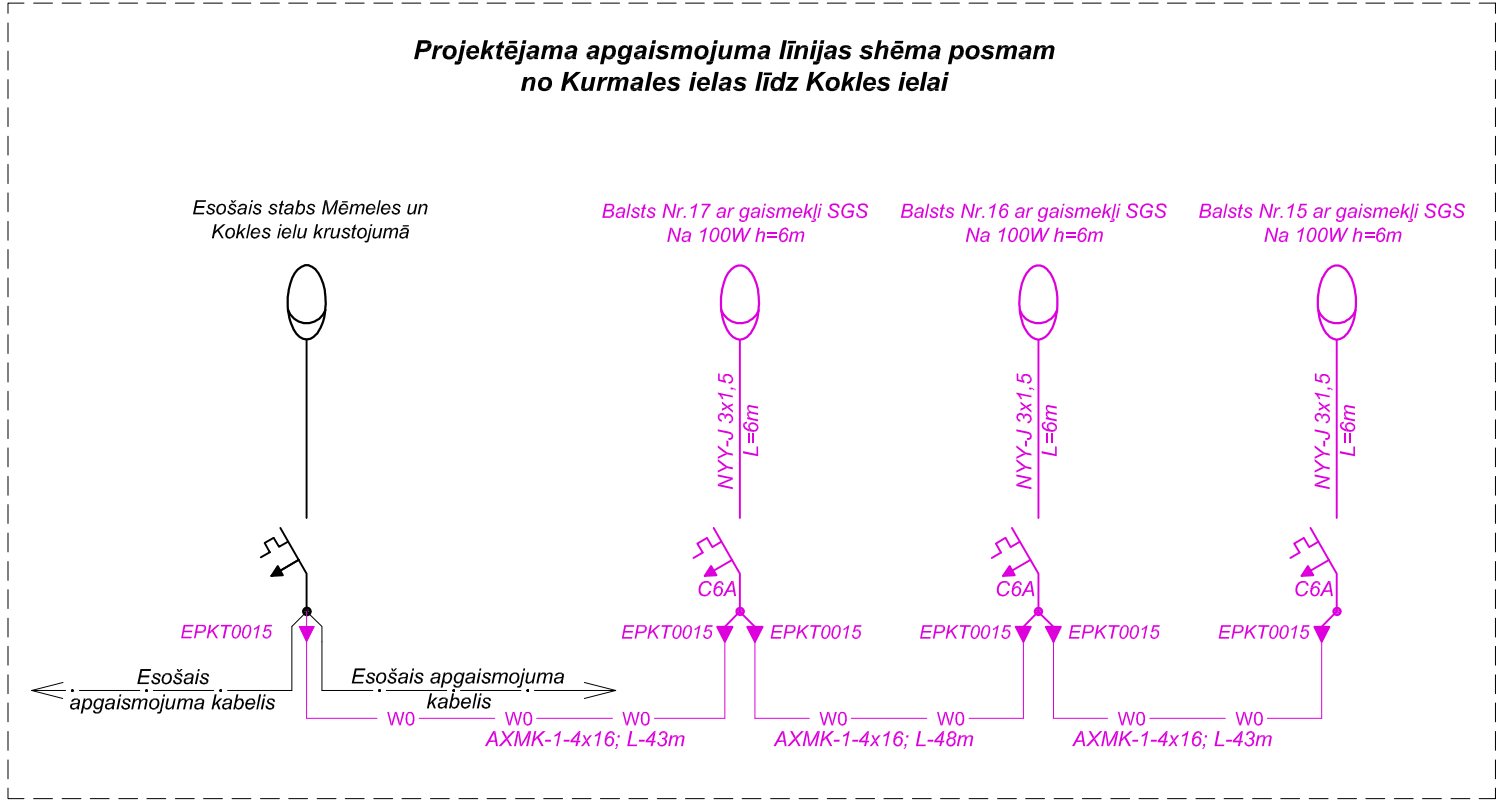 Projektējama apgaismojuma līnijas shēma posmam
no Kurmales ielas līdz Kokles ielai
Esošais stabs Mēmeles un
Kokles ielu krustojumā
Balsts Nr.17 ar gaismekļi SGS
Na 100W h=6m
Balsts Nr.16 ar gaismekļi SGS
Na 100W h=6m
Balsts Nr.15 ar gaismekļi SGS
Na 100W h=6m
NYY-J 3x1,5
L=6m
NYY-J 3x1,5
L=6m
NYY-J 3x1,5
L=6m
C6A
C6A
C6A
EPKT0015
EPKT0015
EPKT0015
EPKT0015
EPKT0015
EPKT0015
Esošais
apgaismojuma kabelis
Esošais apgaismojuma
kabelis
W0 W0 W0
W0 W0
W0 W0
AXMK-1-4x16; L-43m
AXMK-1-4x16; L-48m
AXMK-1-4x16; L-43m